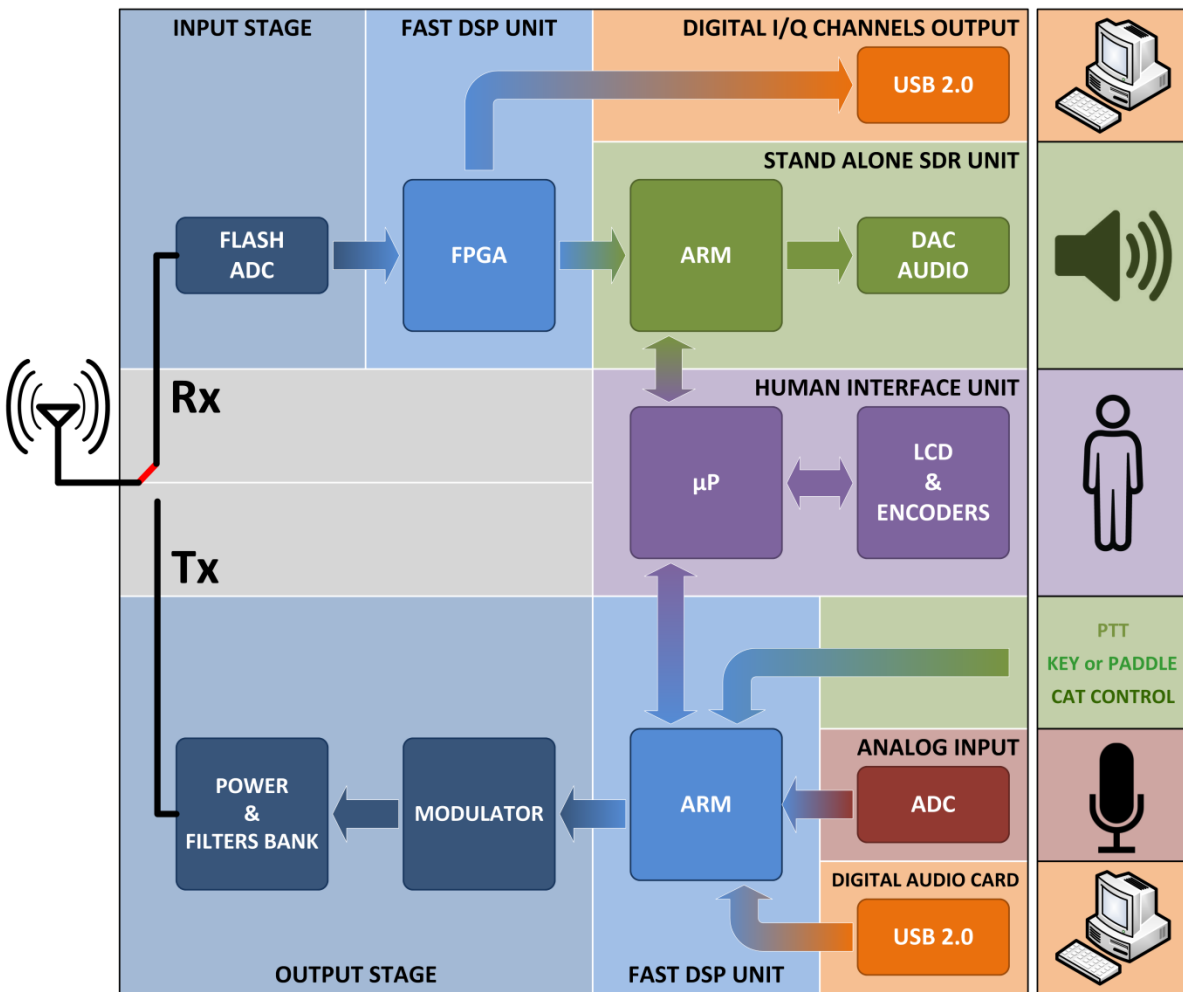 INPUT STAGE
FAST DSP UNIT
DIGITAL I/Q CHANNELS OUTPUT
USB 2.0
STAND ALONE SDR UNIT
FLASH
ADC
FPGA
ARM
DAC
AUDIO
Rx
HUMAN INTERFACE UNIT
µP
LCD
&
ENCODERS
Tx
PTT
KEY or PADDLE
CAT CONTROL
ANALOG INPUT
POWER
&
FILTERS BANK
MODULATOR
ARM
ADC
DIGITAL AUDIO CARD
USB 2.0
OUTPUT STAGE
FAST DSP UNIT